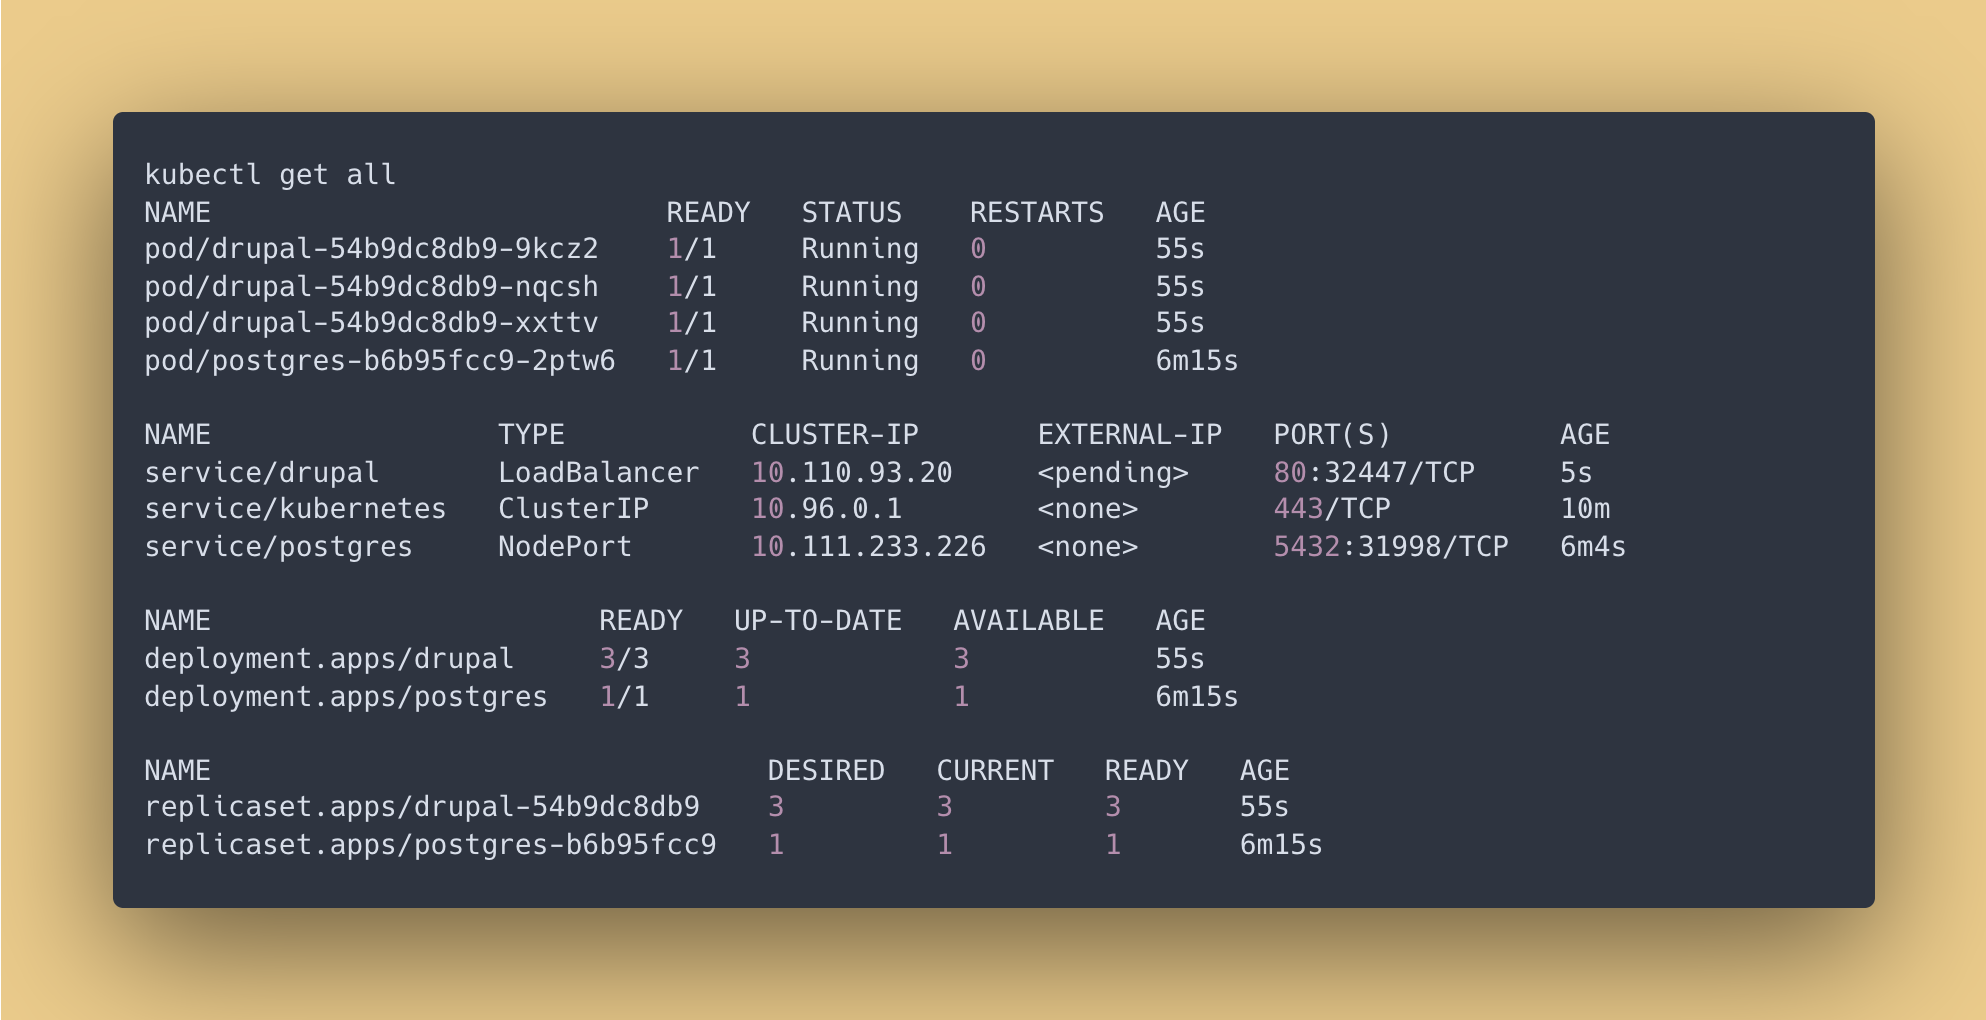 kubectl get all
NAME                               READY   STATUS    RESTARTS   AGE
pod/drupal-54b9dc8db9-9kcz2    1/1     Running   0          55s
pod/drupal-54b9dc8db9-nqcsh    1/1     Running   0          55s
pod/drupal-54b9dc8db9-xxttv    1/1     Running   0          55s
pod/postgres-b6b95fcc9-2ptw6   1/1     Running   0          6m15s

NAME                 TYPE           CLUSTER-IP       EXTERNAL-IP   PORT(S)          AGE
service/drupal       LoadBalancer   10.110.93.20     <pending>     80:32447/TCP     5s
service/kubernetes   ClusterIP      10.96.0.1        <none>        443/TCP          10m
service/postgres     NodePort       10.111.233.226   <none>        5432:31998/TCP   6m4s

NAME                       READY   UP-TO-DATE   AVAILABLE   AGE
deployment.apps/drupal     3/3     3            3           55s
deployment.apps/postgres   1/1     1            1           6m15s

NAME                                 DESIRED   CURRENT   READY   AGE
replicaset.apps/drupal-54b9dc8db9    3         3         3       55s
replicaset.apps/postgres-b6b95fcc9   1         1         1       6m15s